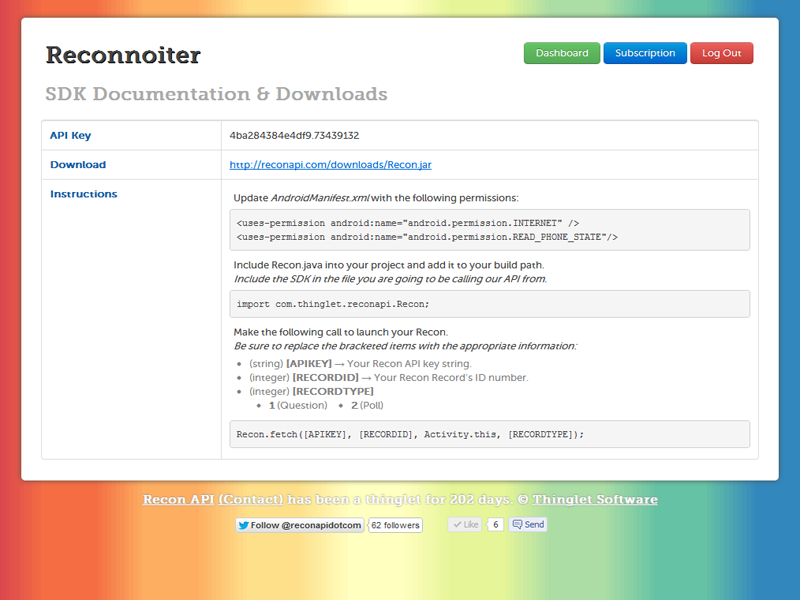 Reconnoiter
Dashboard
Subscription
Log Out
SDK Documentation & Downloads
API Key
4ba284384e4df9.73439132
Download
http://reconapi.com/downloads/Recon.jar
Instructions
Update AndroidManifest.xml with the following permissions:
<uses-permission android:name="android.permission.INTERNET" />
<uses-permission android:name="android.permission.READ_PHONE_STATE"/>
Include Recon.java into your project and add it to your build path.
Include the SDK in the file you are going to be calling our API from.
import com.thinglet.reconapi.Recon;
Make the following call to launch your Recon.
Be sure to replace the bracketed items with the appropriate information:
• (string) [APIKEY] → Your Recon API key string.
• (integer) [RECORDID] → Your Recon Record's ID number.
• (integer) [RECORDTYPE]
• 1 (Question) • 2 (Poll)
Recon.fetch([APIKEY], [RECORDID], Activity.this, [RECORDTYPE]);
Recon API (Contact) has been a thinglet for 202 days. © Thinglet Software
Follow @reconapidotcom
62 followers
Like
6
Send